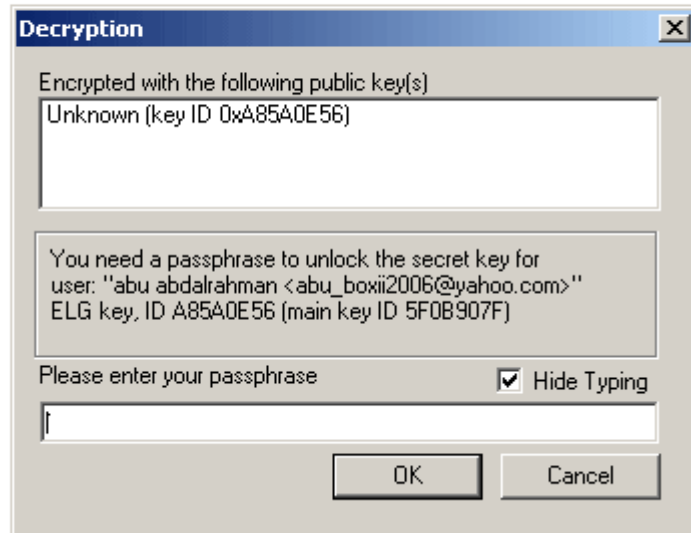 Decryption
Encrypted with the following public key(s)
Unknown (key ID 0xA85A0E56)
You need a passphrase to unlock the secret key for
user: "abu abdalrahman <abu_boxii2006@yahoo.com>"
ELG key, ID A85A0E56 (main key ID 5F0B907F)
Please enter your passphrase
Hide Typing
OK
Cancel